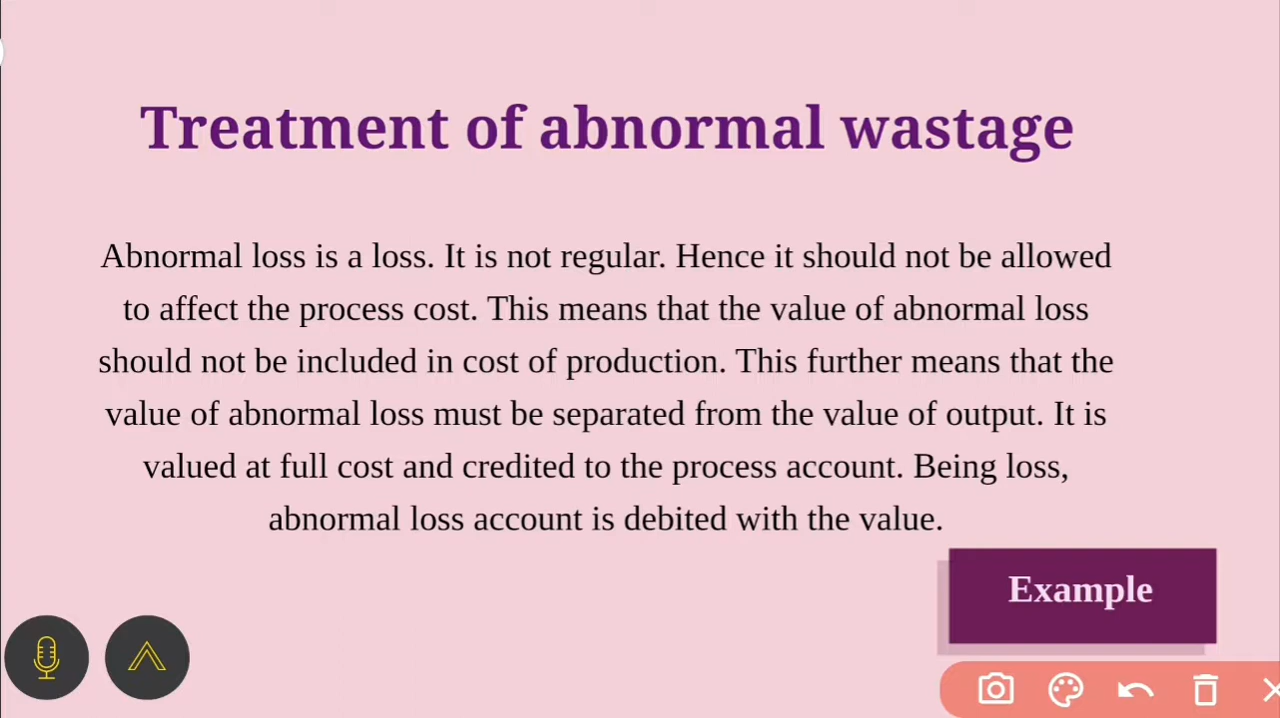 Treatment of abnormal wastage
Abnormal loss is a loss. It is not regular. Hence it should not be allowed
to affect the process cost. This means that the value of abnormal loss
should not be included in cost of production. This further means that the
value of abnormal loss must be separated from the value of output. It is
valued at full cost and credited to the process account. Being loss,
abnormal loss account is debited with the value.
Example